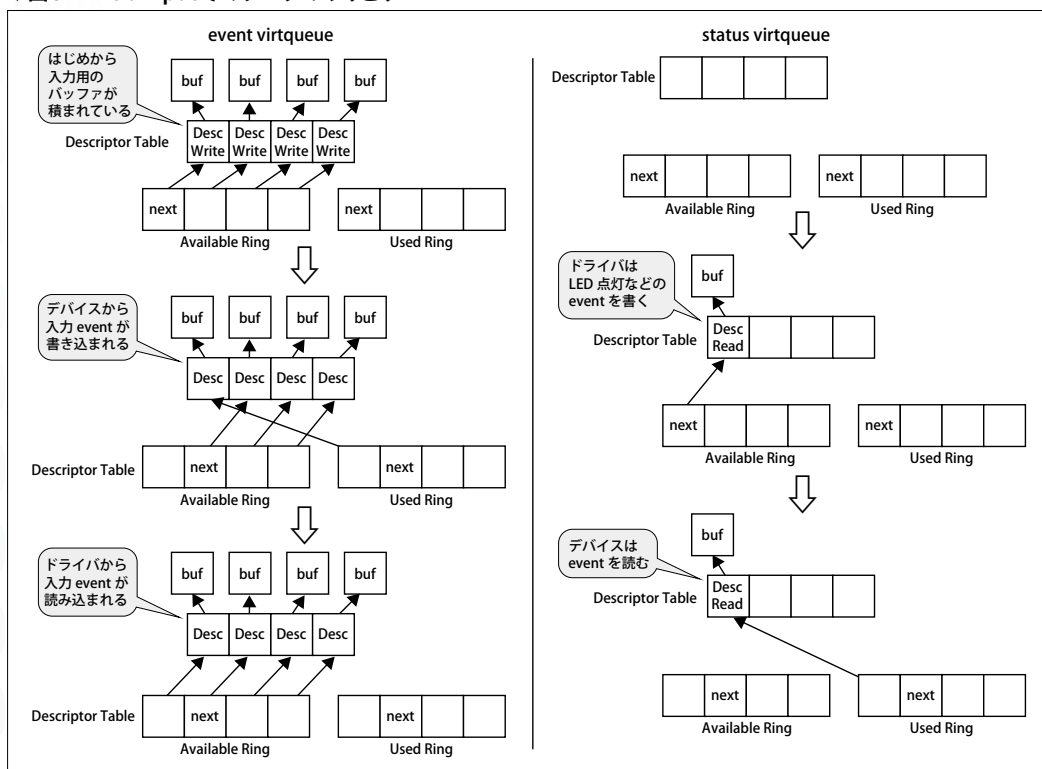 event virtqueue
はじめから
入力用の
バッファが
積まれている
buf buf buf buf
Descriptor Table
Desc Write Desc Write Desc Write Desc Write
next next
Available Ring Used Ring
デバイスから
入力 event が
書き込まれる
buf buf buf buf
Desc Desc Desc Desc
Descriptor Table next next
Available Ring Used Ring
ドライバから
入力 event が
読み込まれる
buf buf buf buf
Desc Desc Desc Desc
Descriptor Table next next
Available Ring Used Ring
status virtqueue
Descriptor Table
next next
Available Ring Used Ring
ドライバは
LED 点灯などの
event を書く
buf
Descriptor Table
Desc
Read
next next
Available Ring Used Ring
デバイスは
event を読む
buf
Descriptor Table
Desc
Read
next next
Available Ring Used Ring